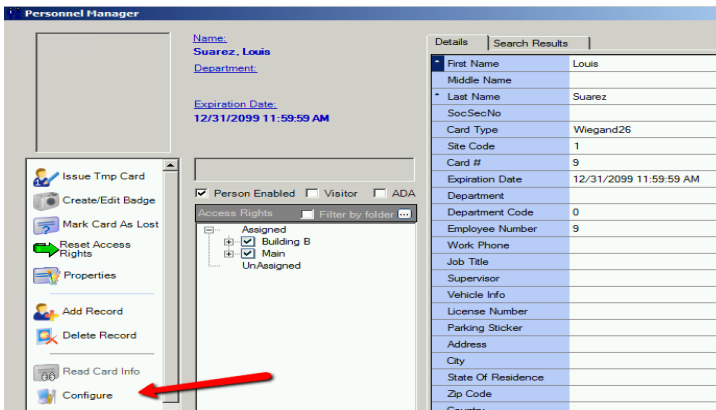 Personnel Manager
Name:
Suarez, Louis
Department:
Expiration Date:
12/31/2099 11:59:59 AM
Issue Tmp Card
Create/Edit Badge
Mark Card As Lost
Reset Access
Rights
Properties
Add Record
Delete Record
Read Card Info
Configure
Person Enabled Visitor ADA
Access Rights Filter by folder
Assigned
Building B
Main
UnAssigned
Details Search Results
* First Name Louis
Middle Name
* Last Name Suarez
SocSecNo
Card Type Wiegand26
Site Code 1
Card # 9
Expiration Date 12/31/2099 11:59:59 AM
Department
Department Code 0
Employee Number 9
Work Phone
Job Title
Supervisor
Vehicle Info
License Number
Parking Sticker
Address
City
State Of Residence
Zip Code
Country